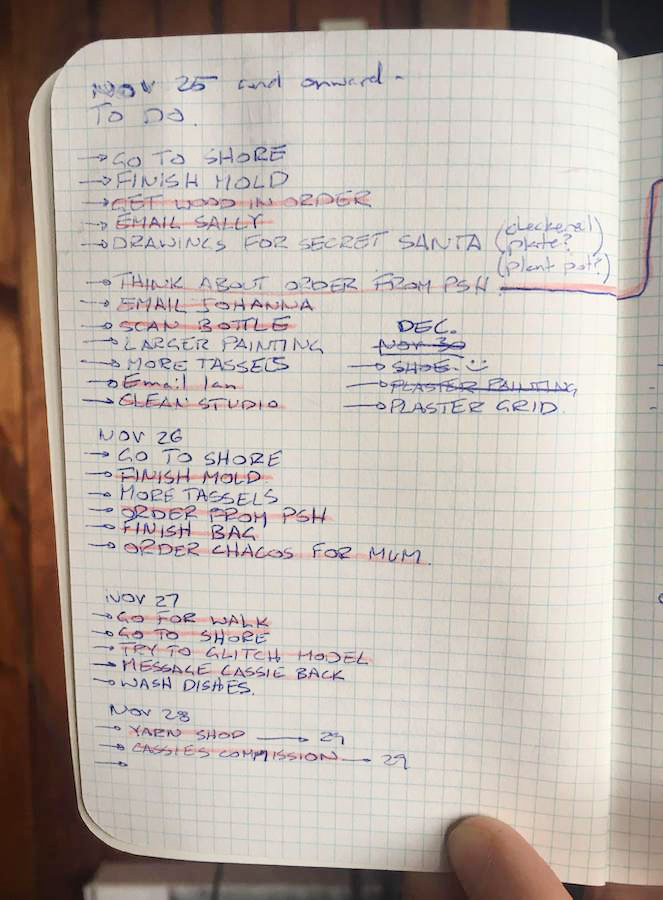 NOV 25 and onward -
TO DO.
→ GO TO SHORE
→ FINISH MOLD
→ GET WOOD IN ORDER
→ EMAIL SALLY
→ DRAWINGS FOR SECRET SANTA (checkered plate?)
(plant pot?)
→ THINK ABOUT ORDER FROM PSH.
→ EMAIL JOHANNA
→ SCAN BOTTLE
→ LARGER PAINTING
→ MORE TASSELS
→ Email Ian
→ CLEAN STUDIO
DEC.
NOV 30
→ SHOE. :)
→ PLASTER PAINTING
→ PLASTER GRID.
NOV 26
→ GO TO SHORE
→ FINISH MOLD.
→ MORE TASSELS
→ ORDER FROM PSH
→ FINISH BAG
→ ORDER CHACOS FOR MUM.
NOV 27
→ GO FOR WALK
→ GO TO SHORE
→ TRY TO GLITCH MODEL
→ MESSAGE CASSIE BACK
→ WASH DISHES.
NOV 28
→ YARN SHOP → 29
→ CASSIES COMMISSION → 29
→